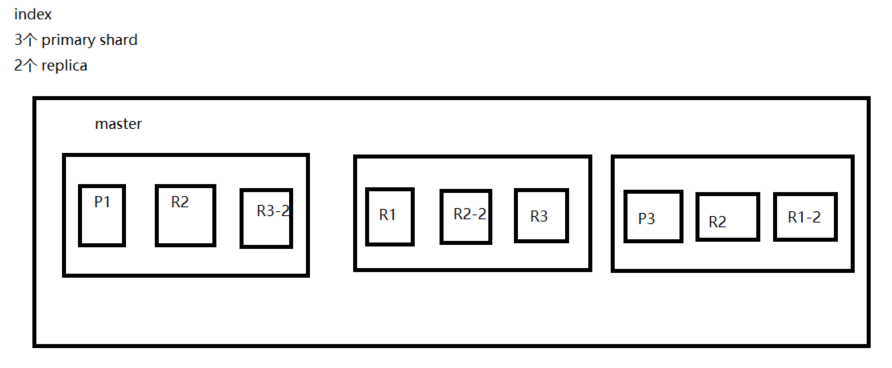 index
3个 primary shard
2个 replica
master
P1
R2
R3-2
R1
R2-2
R3
P3
R2
R1-2